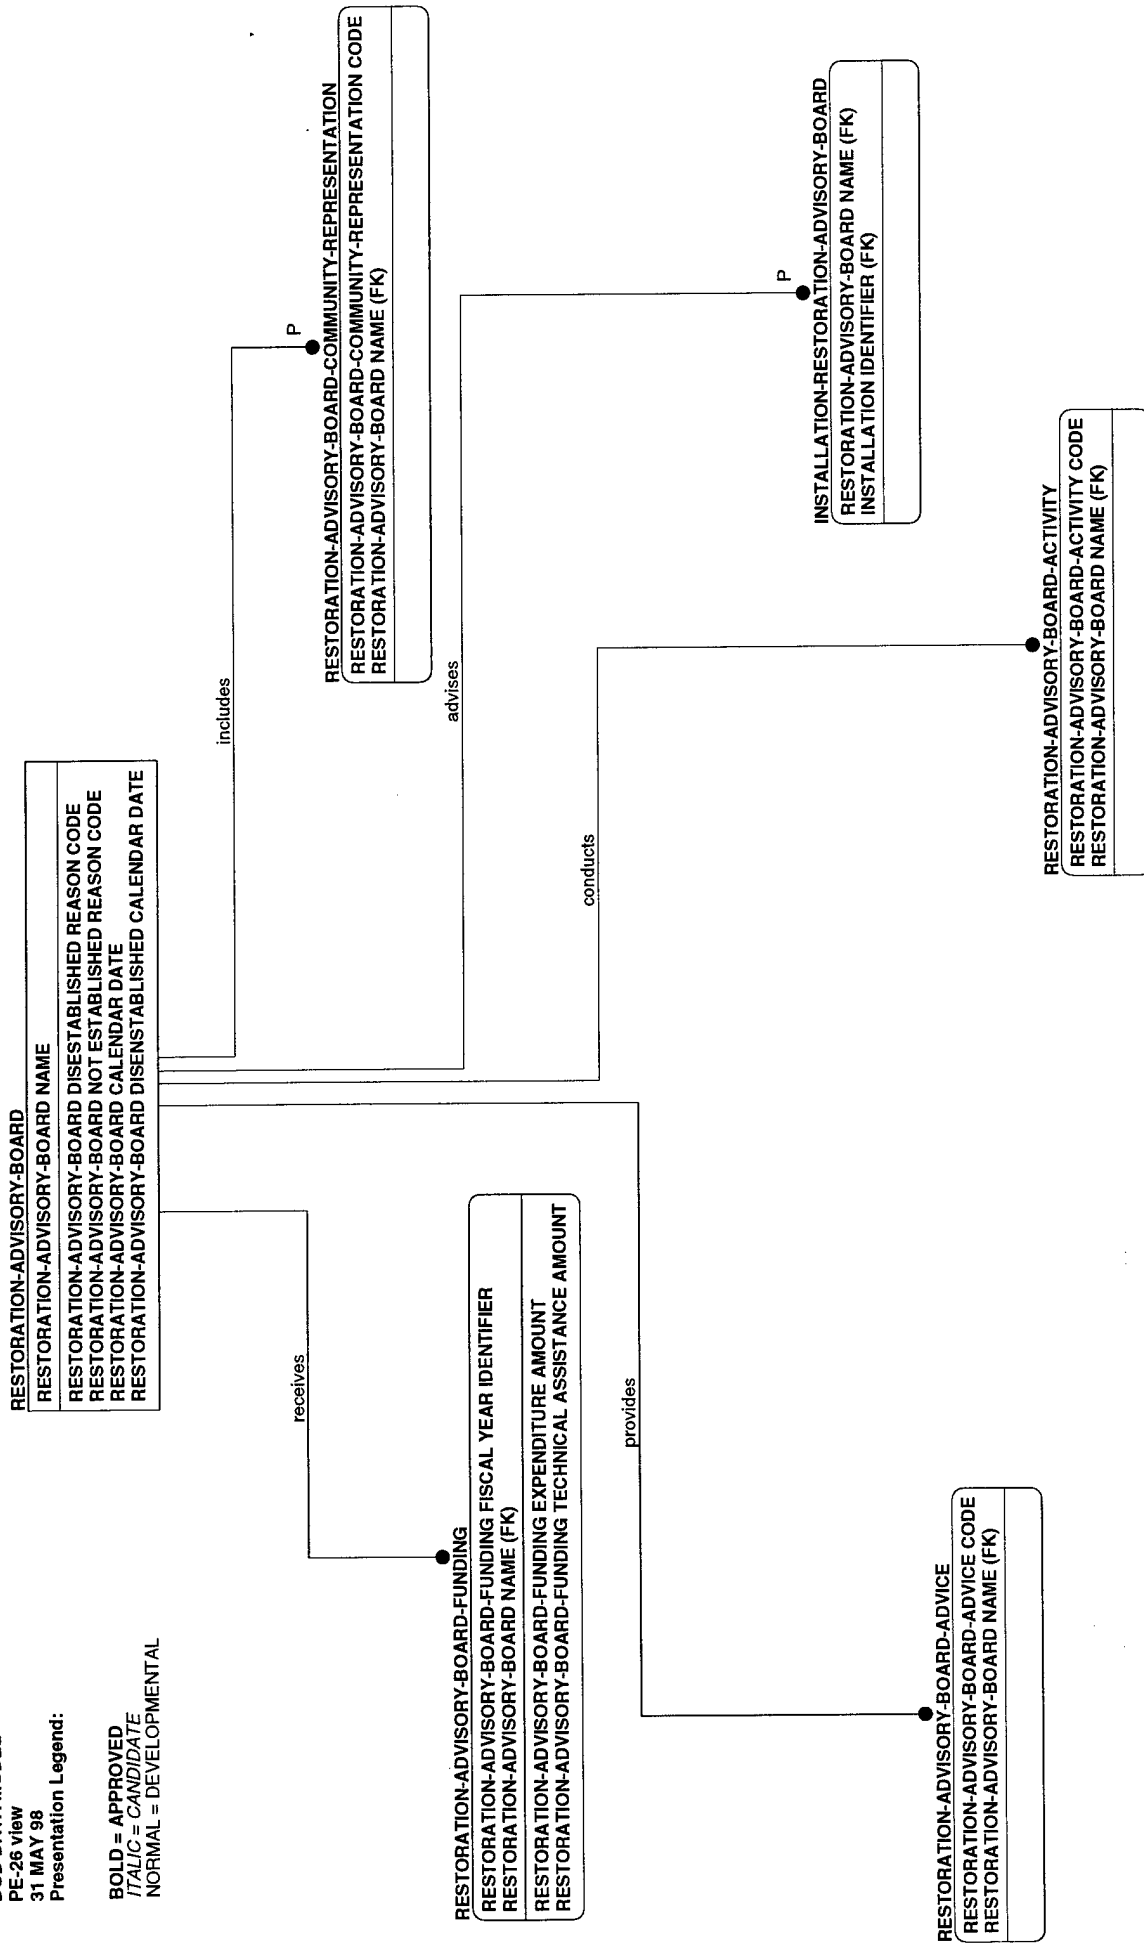 PE-26 view
31 MAY 98
Presentation Legend:
BOLD = APPROVED
ITALIC = CANDIDATE
NORMAL = DEVELOPMENTAL
RESTORATION-ADVISORY-BOARD
RESTORATION-ADVISORY-BOARD NAME
RESTORATION-ADVISORY-BOARD DISESTABLISHED REASON CODE
RESTORATION-ADVISORY-BOARD NOT ESTABLISHED REASON CODE
RESTORATION-ADVISORY-BOARD CALENDAR DATE
RESTORATION-ADVISORY-BOARD DISENSTABLISHED CALENDAR DATE
receives
includes
P
RESTORATION-ADVISORY-BOARD-COMMUNITY-REPRESENTATION
RESTORATION-ADVISORY-BOARD-COMMUNITY-REPRESENTATION CODE
RESTORATION-ADVISORY-BOARD NAME (FK)
advises
RESTORATION-ADVISORY-BOARD-FUNDING
RESTORATION-ADVISORY-BOARD-FUNDING FISCAL YEAR IDENTIFIER
RESTORATION-ADVISORY-BOARD NAME (FK)
RESTORATION-ADVISORY-BOARD-FUNDING EXPENDITURE AMOUNT
RESTORATION-ADVISORY-BOARD-FUNDING TECHNICAL ASSISTANCE AMOUNT
conducts
provides
P
INSTALLATION-RESTORATION-ADVISORY-BOARD
RESTORATION-ADVISORY-BOARD NAME (FK)
INSTALLATION IDENTIFIER (FK)
RESTORATION-ADVISORY-BOARD-ADVICE
RESTORATION-ADVISORY-BOARD-ADVICE CODE
RESTORATION-ADVISORY-BOARD NAME (FK)
RESTORATION-ADVISORY-BOARD-ACTIVITY
RESTORATION-ADVISORY-BOARD-ACTIVITY CODE
RESTORATION-ADVISORY-BOARD NAME (FK)